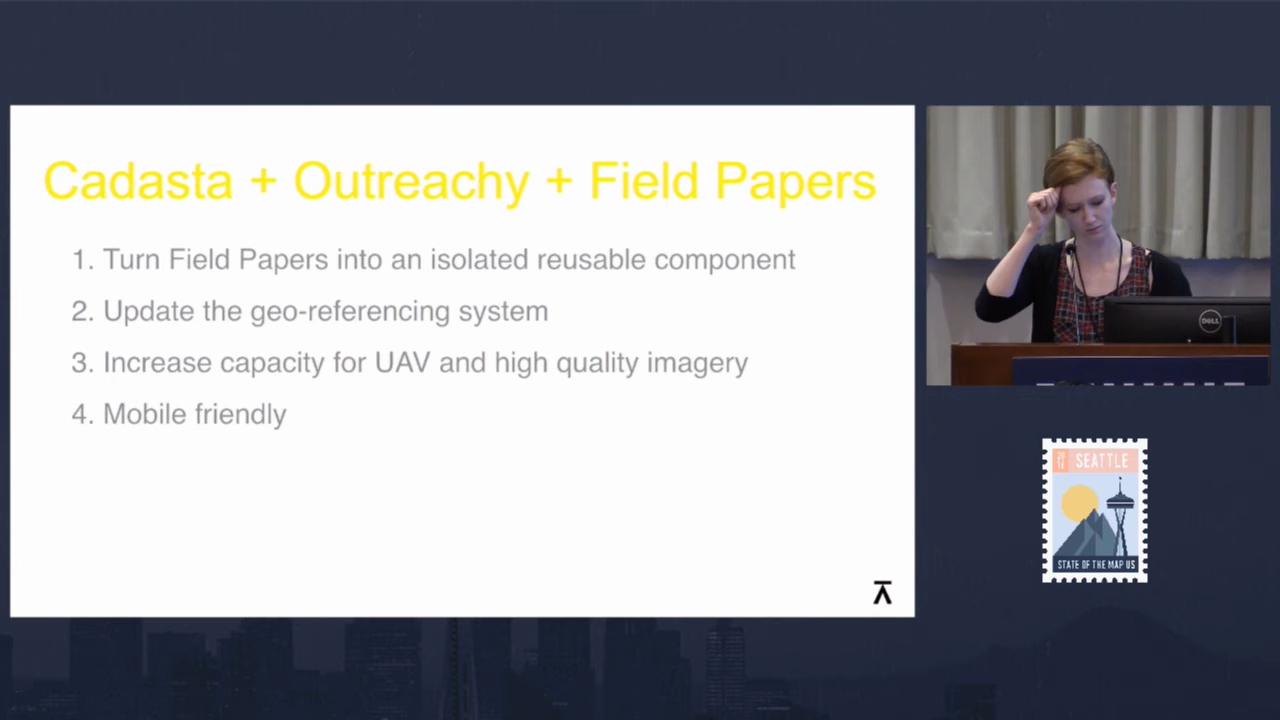 Cadasta + Outreachy + Field Papers
1. Turn Field Papers into an isolated reusable component
2. Update the geo-referencing system
3. Increase capacity for UAV and high quality imagery
4. Mobile friendly
DELL
SEATTLE
STATE OF THE MAP US